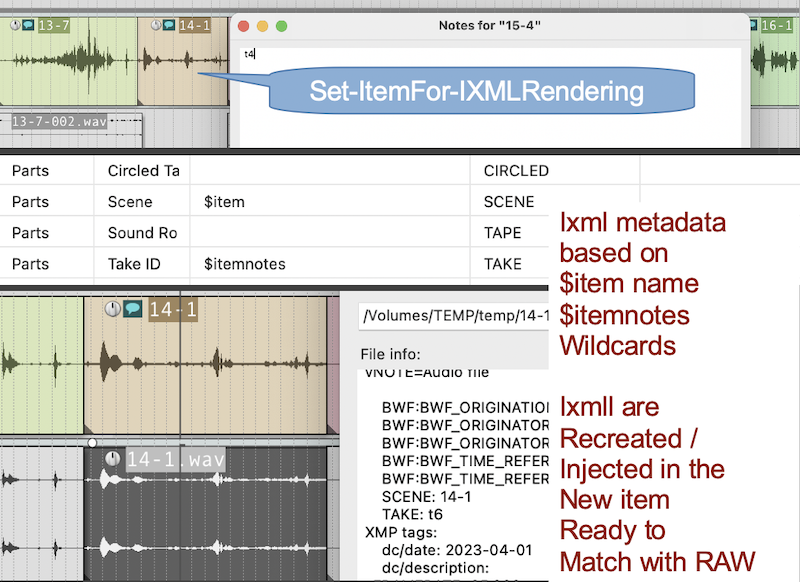 13-7
14-1
Notes for "15-4"
16-1
t4
Set-ItemFor-IXMLRendering
13-7-002.wav
Parts Circled Ta CIRCLED
Parts Scene $item SCENE
Parts Sound Ro TAPE
Parts Take ID $itemnotes TAKE
Ixml metadata
based on
$item name
$itemnotes
Wildcards
14-1
/Volumes/TEMP/temp/14-1
File info:
VNOTE=Audio file
BWF:BWF_ORIGINATIO
BWF:BWF_ORIGINATOR
BWF:BWF_ORIGINATOR
BWF:BWF_TIME_REFER
BWF:BWF_TIME_REFER
SCENE: 14-1
TAKE: t6
XMP tags:
dc/date: 2023-04-01
dc/description:
14-1.wav
Ixmll are
Recreated /
Injected in the
New item
Ready to
Match with RAW